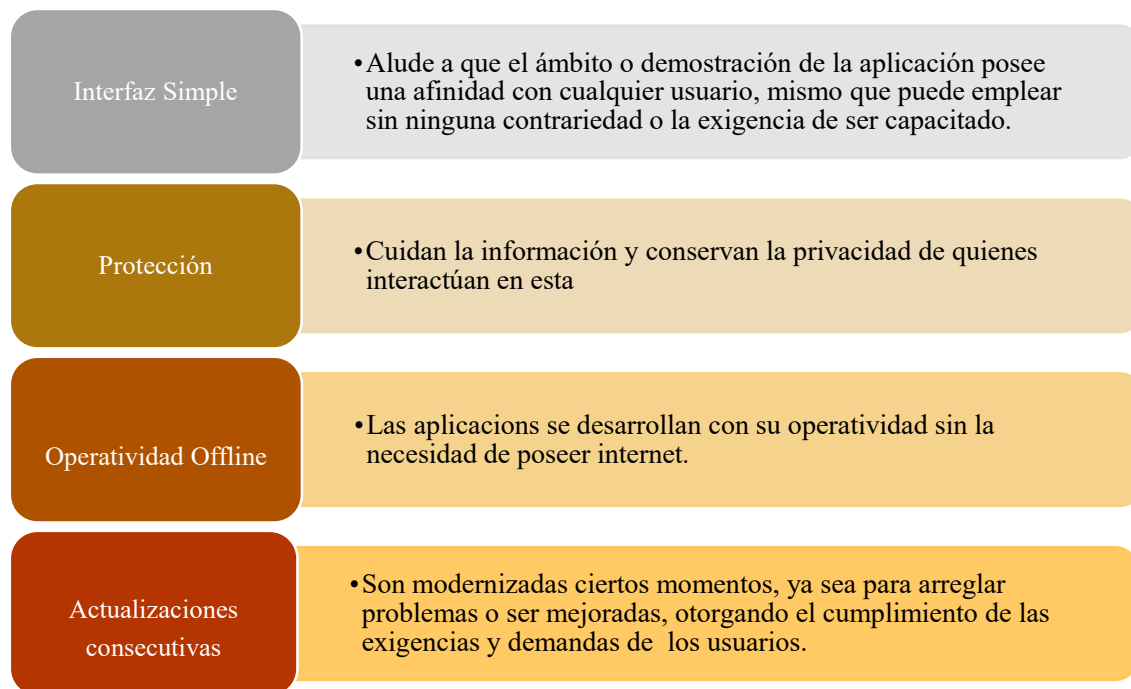 Interfaz Simple
•Alude a que el ámbito o demostración de la aplicación posee
una afinidad con cualquier usuario, mismo que puede emplear
sin ninguna contrariedad o la exigencia de ser capacitado.
Protección
•Cuidan la información y conservan la privacidad de quienes
interactúan en esta
Operatividad Offline
•Las aplicacions se desarrollan con su operatividad sin la
necesidad de poseer internet.
Actualizaciones
consecutivas
•Son modernizadas ciertos momentos, ya sea para arreglar
problemas o ser mejoradas, otorgando el cumplimiento de las
exigencias y demandas de  los usuarios.